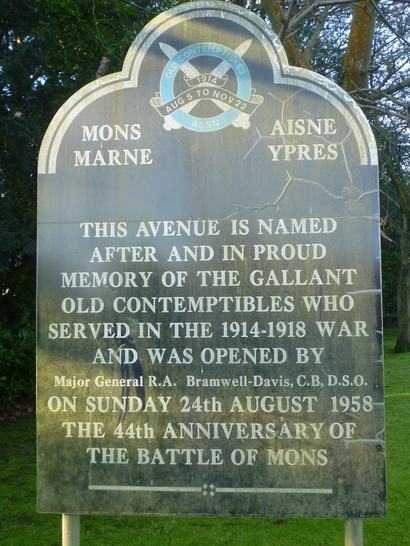 OLD CONTEMPTIBLES
1914
AUG 5 TO NOV 22
ASSN
MONS AISNE
MARNE YPRES
THIS AVENUE IS NAMED
AFTER AND IN PROUD
MEMORY OF THE GALLANT
OLD CONTEMPTIBLES WHO
SERVED IN THE 1914-1918 WAR
AND WAS OPENED BY
Major General R.A. Bramwell-Davis, C.B, D.S.O.
ON SUNDAY 24th AUGUST 1958
THE 44th ANNIVERSARY OF
THE BATTLE OF MONS